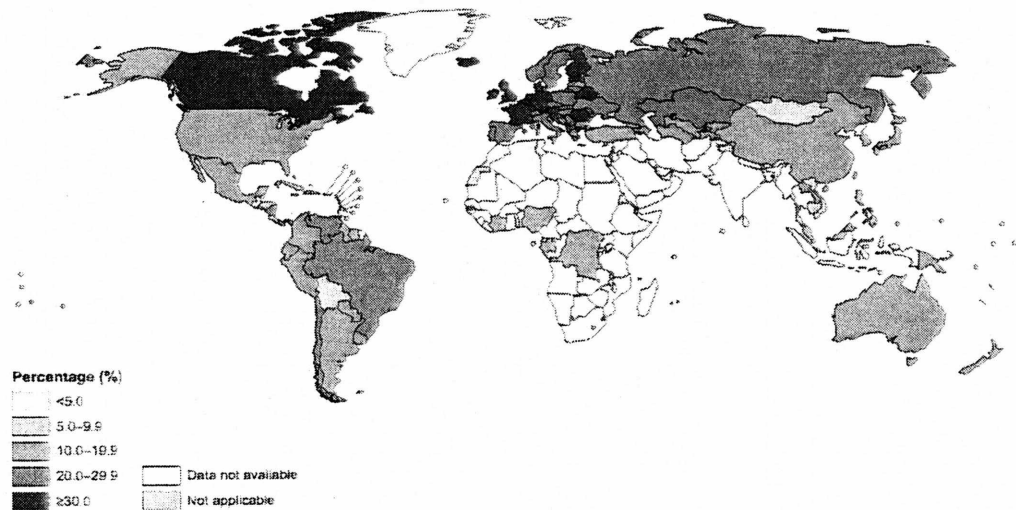 Percentage (%)
<5.0
5.0–9.9
10.0–19.9
20.0–29.9
≥30.0
Data not available
Not applicable